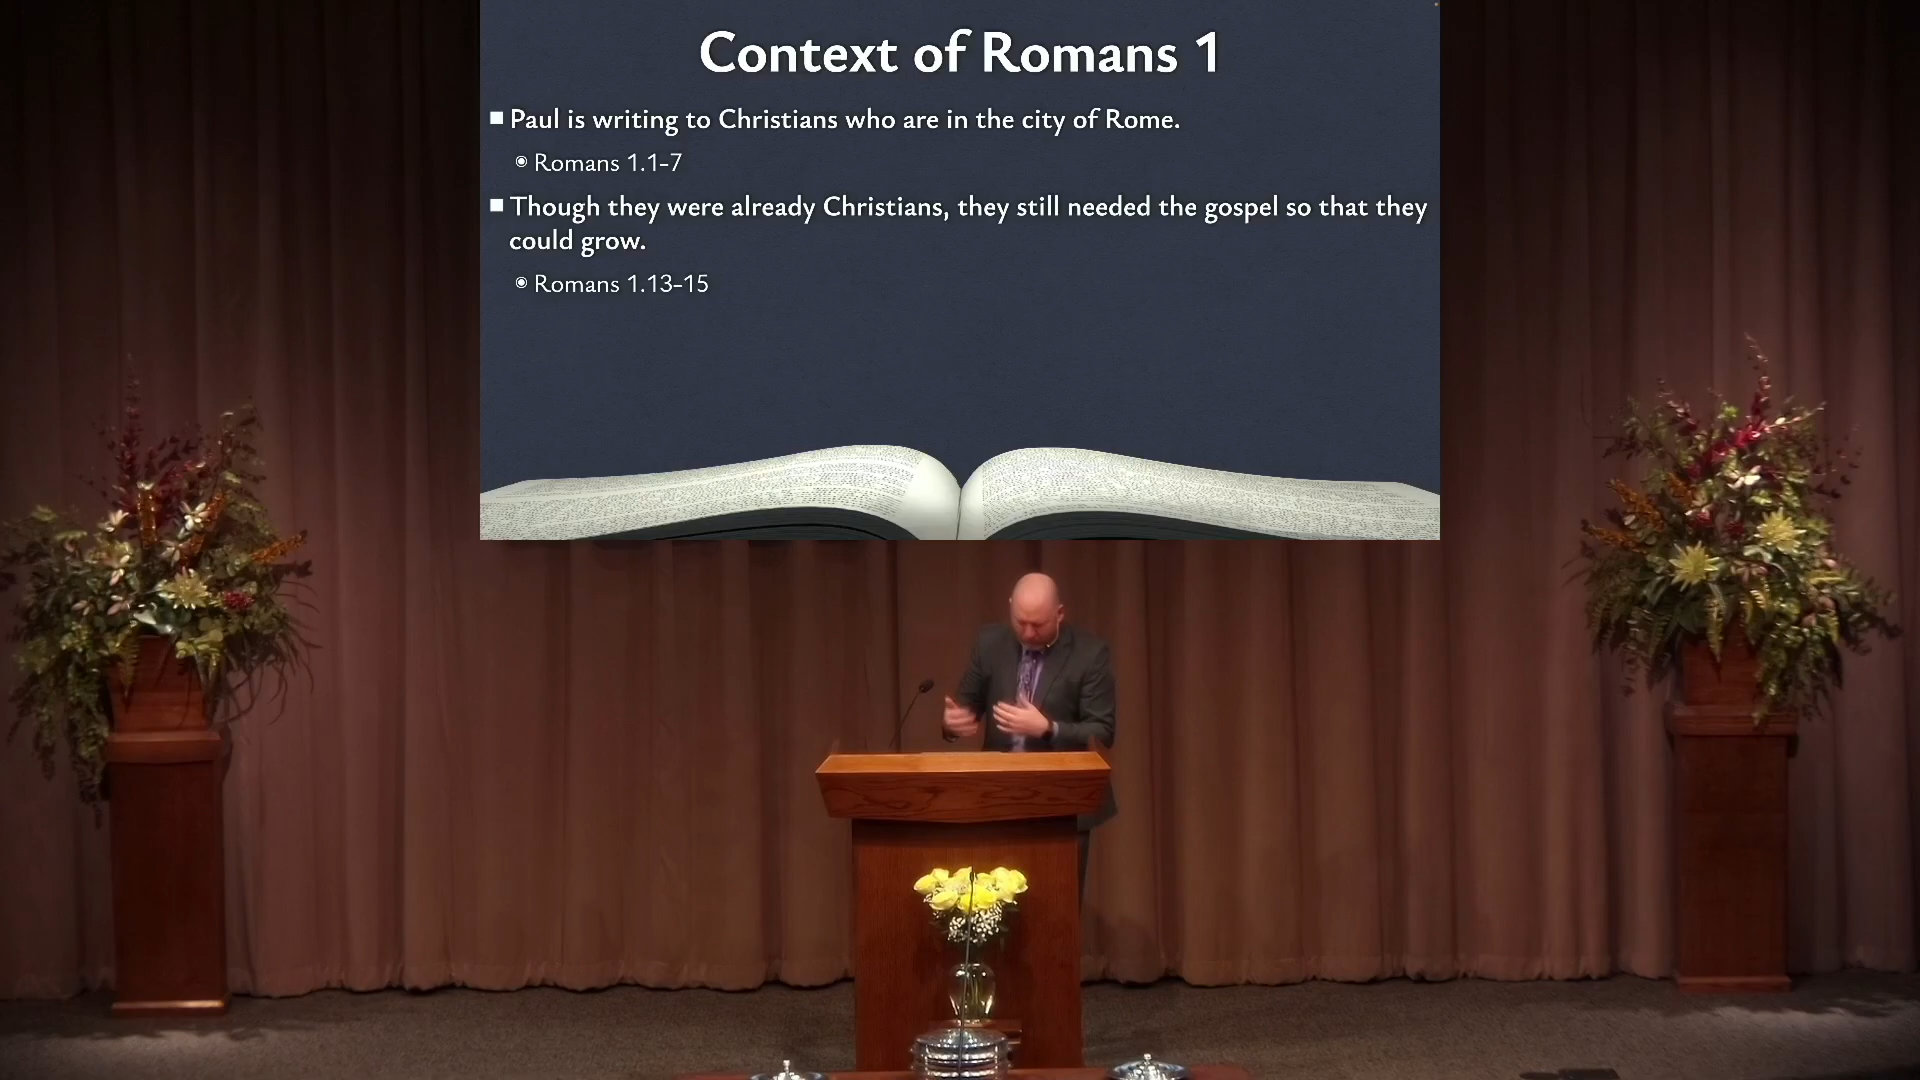 Context of Romans 1
Paul is writing to Christians who are in the city of Rome.
Romans 1.1-7
Though they were already Christians, they still needed the gospel so that they
could grow.
Romans 1.13-15